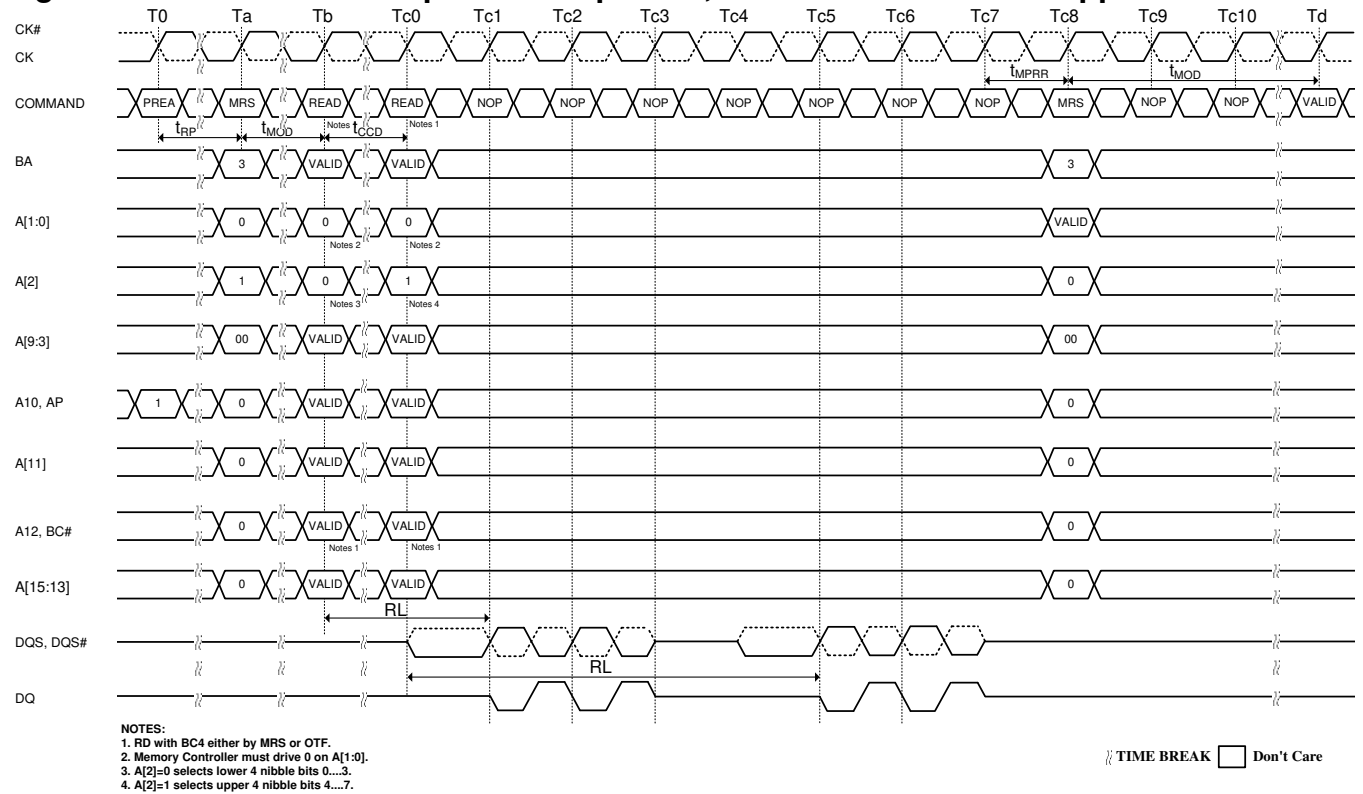 T0 Ta Tb Tc0 Tc1 Tc2 Tc3 Tc4 Tc5 Tc6 Tc7 Tc8 Tc9 Tc10 Td
CK#
CK
tMPRR tMOD
COMMAND PREA MRS READ READ NOP NOP NOP NOP NOP NOP NOP MRS NOP NOP VALID
Notes Notes 1
tRP tMOD tCCD
BA 3 VALID VALID 3
A[1:0] 0 0 0 VALID
Notes 2 Notes 2
A[2] 1 0 1 0
Notes 3 Notes 4
A[9:3] 00 VALID VALID 00
A10, AP 1 0 VALID VALID 0
A[11] 0 VALID VALID 0
A12, BC# 0 VALID VALID 0
Notes 1 Notes 1
A[15:13] 0 VALID VALID 0
RL
DQS, DQS#
RL
DQ
NOTES:
1. RD with BC4 either by MRS or OTF.
2. Memory Controller must drive 0 on A[1:0].
3. A[2]=0 selects lower 4 nibble bits 0....3.
4. A[2]=1 selects upper 4 nibble bits 4....7.
TIME BREAK Don't Care